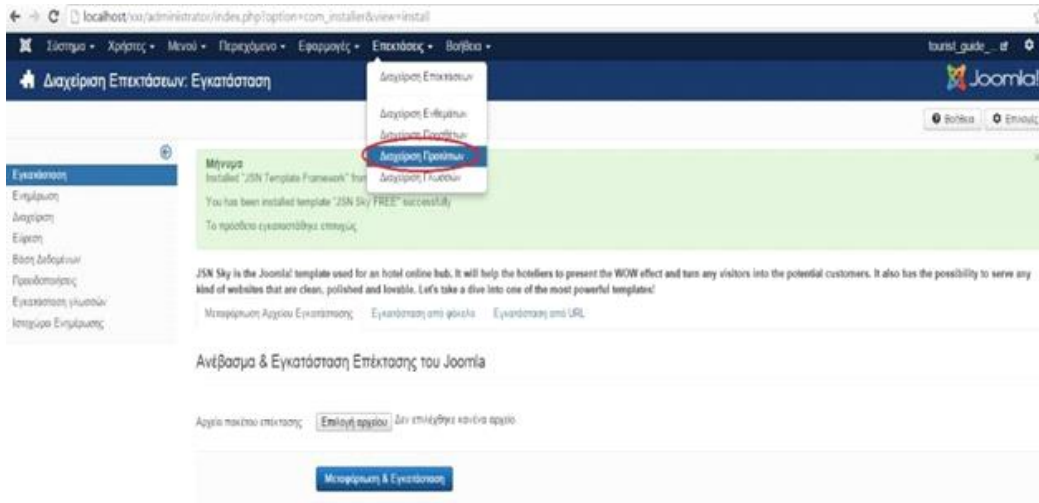 localhost/xxr/administrator/index.php?option=com_installer&view=install
Σύστημα Χρήστες Μενού Περιεχόμενο Εφαρμογές Επεκτάσεις Βοήθεια
tourist_guide_...
Διαχείριση Επεκτάσεων: Εγκατάσταση
Joomla!
Διαχείριση Επεκτάσεων
Διαχείριση Ενθεμάτων
Διαχείριση Προσθέτων
Διαχείριση Προτύπων
Διαχείριση Γλωσσών
Βοήθεια Επιλογές
Εγκατάσταση
Ενημέρωση
Διαχείριση
Εύρεση
Βάση Δεδομένων
Προειδοποιήσεις
Εγκατάσταση γλωσσών
Ιστοχώροι Ενημέρωσης
Μήνυμα
Installed "JSN Template Framework" from
You has been installed template "JSN Sky FREE" successfully
Το πρόσθετο εγκαταστάθηκε επιτυχώς
JSN Sky is the Joomla! template used for an hotel online hub. It will help the hoteliers to present the WOW effect and turn any visitors into the potential customers. It also has the possibility to serve any
kind of websites that are clean, polished and lovable. Let's take a dive into one of the most powerful templates!
Μεταφόρτωση Αρχείου Εγκατάστασης Εγκατάσταση από φάκελο Εγκατάσταση από URL
Ανέβασμα & Εγκατάσταση Επέκτασης του Joomla
Αρχείο πακέτου επέκτασης Επιλογή αρχείου Δεν επιλέχθηκε κανένα αρχείο
Μεταφόρτωση & Εγκατάσταση